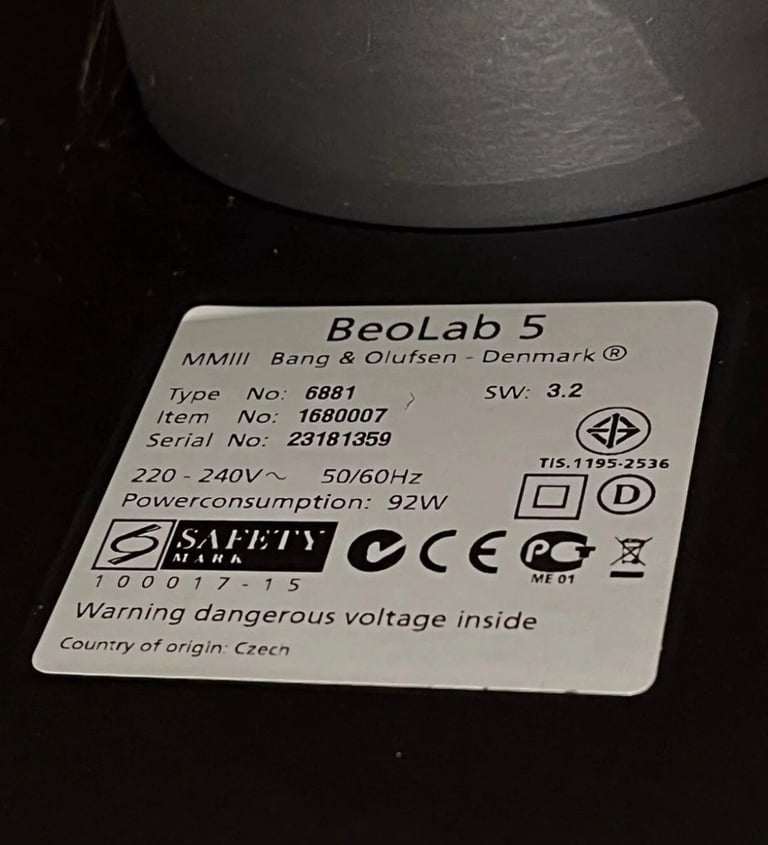 BeoLab 5
MMIII Bang & Olufsen - Denmark ®
Type No: 6881 SW: 3.2
Item No: 1680007
Serial No: 23181359
TIS.1195-2536
220 - 240V~ 50/60Hz
D
Powerconsumption: 92W
S SAFETY
MARK
CE PCT
ME 01
100017-15
Warning dangerous voltage inside
Country of origin: Czech